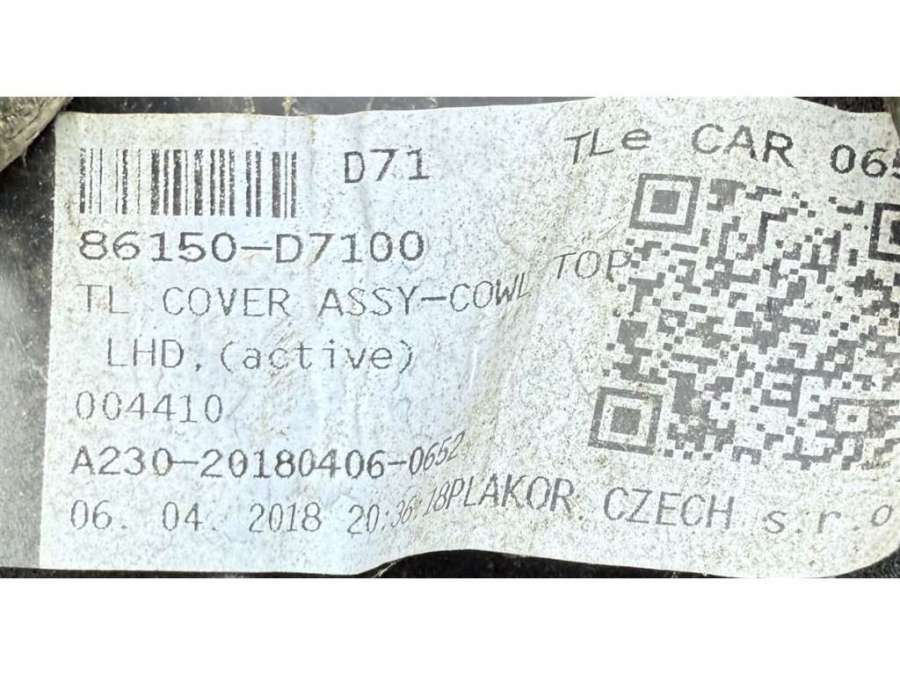 D71
TLe CAR 065
86150-D7100
TL COVER ASSY-COWL TOP
LHD,(active)
004410
A230-20180406-0652
06. 04. 2018 20:36:18PLAKOR CZECH s.r.o